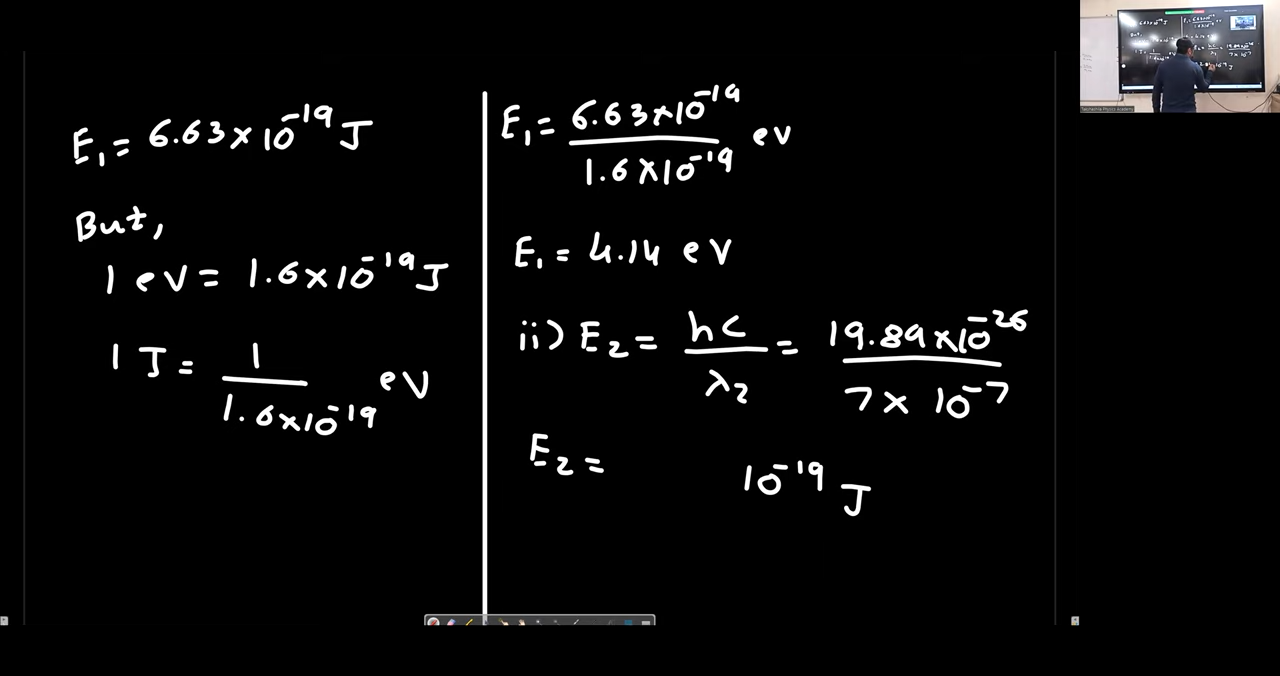 E₁ = 6.63 × 10⁻¹⁹ J
But,
1 eV = 1.6 × 10⁻¹⁹ J
1 J = 1 / 1.6 × 10⁻¹⁹ eV
E₁ = 6.63 × 10⁻¹⁹ / 1.6 × 10⁻¹⁹ eV
E₁ = 4.14 eV
ii) E₂ = hC / λ₂ = 19.89 × 10⁻²⁶ / 7 × 10⁻⁷
E₂ = 10⁻¹⁹ J